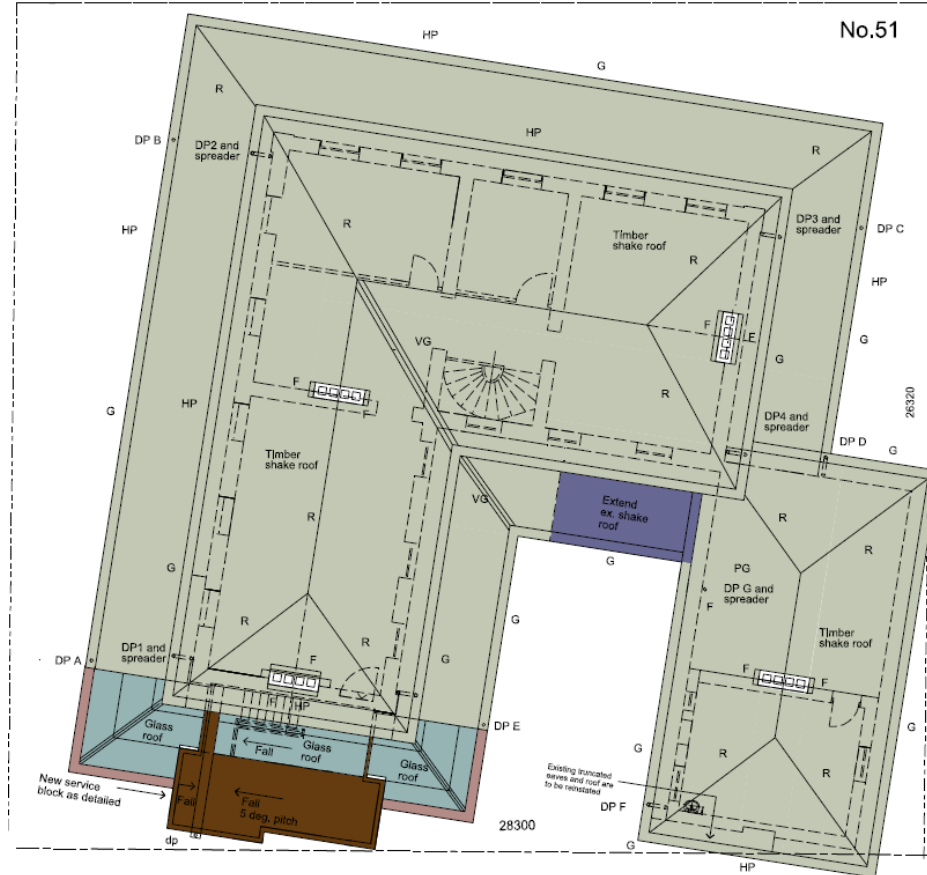 No.51
HP
G
R
HP
R
DP B
DP2 and
spreader
R
Timber
shake roof
DP3 and
spreader
DP C
HP
R
HP
F
F
G
VG
G
F
26320
G
HP
DP4 and
spreader
DP D
G
Timber
shake roof
VG
Extend
ex. shake
roof
R
R
R
G
PG
DP G and
spreader
F
G
G
Timber
shake roof
R
R
G
DP1 and
spreader
F
F
F
DP A
HP
DP E
G
Glass
roof
Fall
Glass
roof
Glass
roof
G
Existing truncated
eaves and roof are
to be reinstated
R
R
New service
block as detailed
Fall
Fall
5 deg. pitch
DP F
28300
dp
G
HP